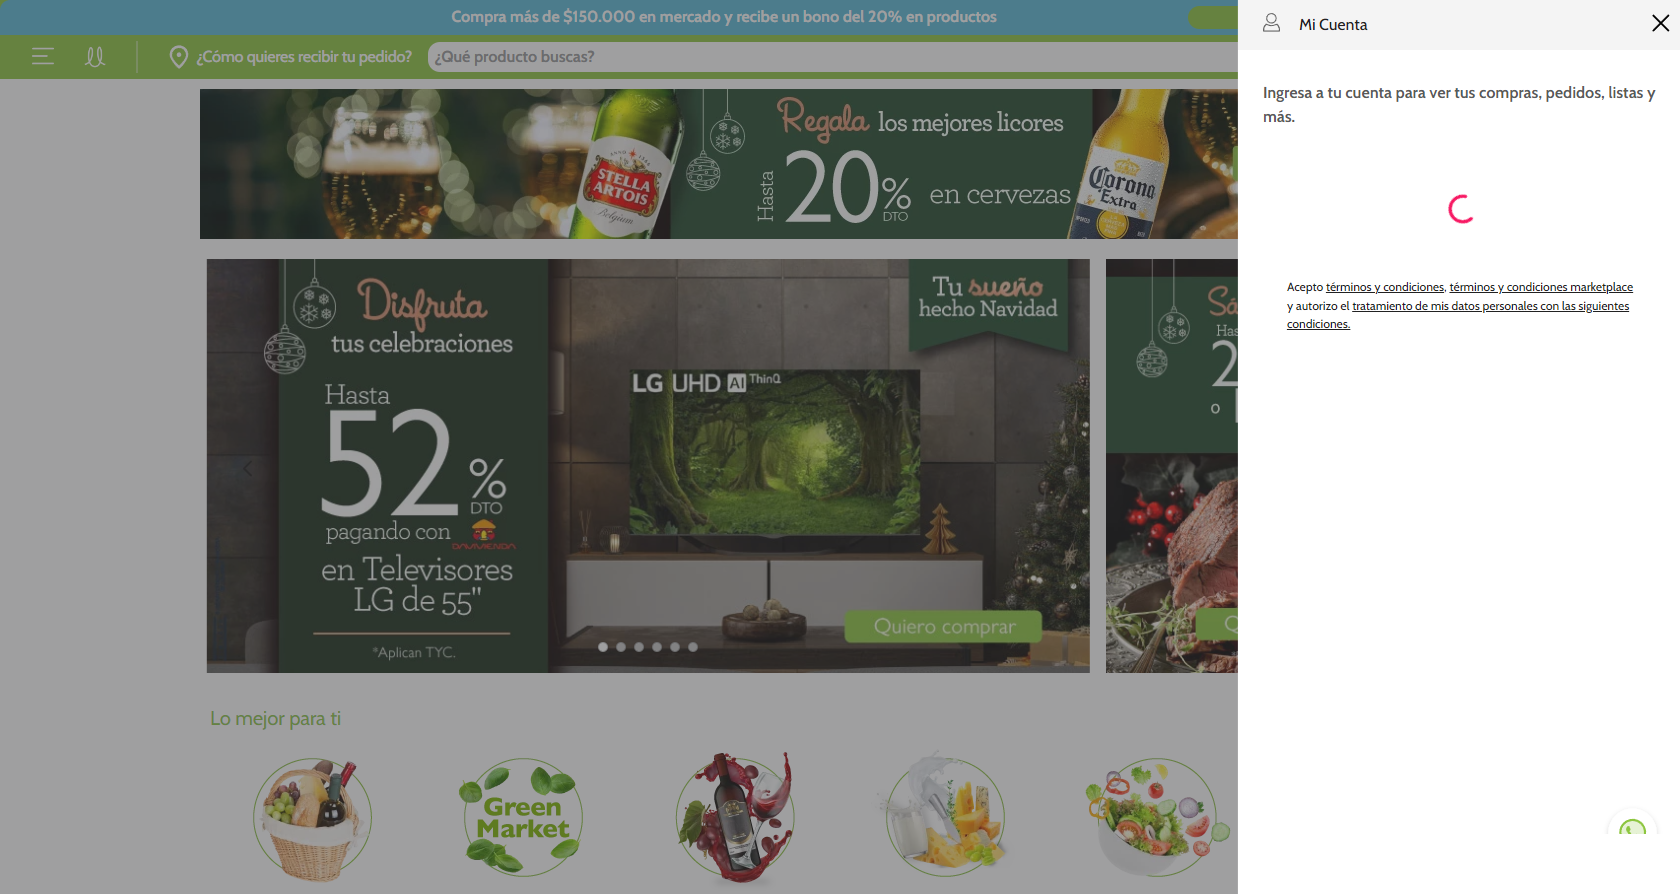 Compra más de $150.000 en mercado y recibe un bono del 20% en productos
¿Cómo quieres recibir tu pedido?
¿Qué producto buscas?
Mi Cuenta
Ingresa a tu cuenta para ver tus compras, pedidos, listas y
más.
Acepto términos y condiciones, términos y condiciones marketplace
y autorizo el tratamiento de mis datos personales con las siguientes
condiciones.
Regala los mejores licores
Hasta
20%
DTO
en cervezas
STELLA
ARTOIS
Belgium
Corona
Extra
Disfruta
tus celebraciones
Hasta
52%
DTO
pagando con
DAVIVIENDA
en Televisores
LG de 55"
*Aplican TYC.
Tu sueño
hecho Navidad
LG UHD AI ThinQ
Quiero comprar
2
o
Lo mejor para ti
Green
Market